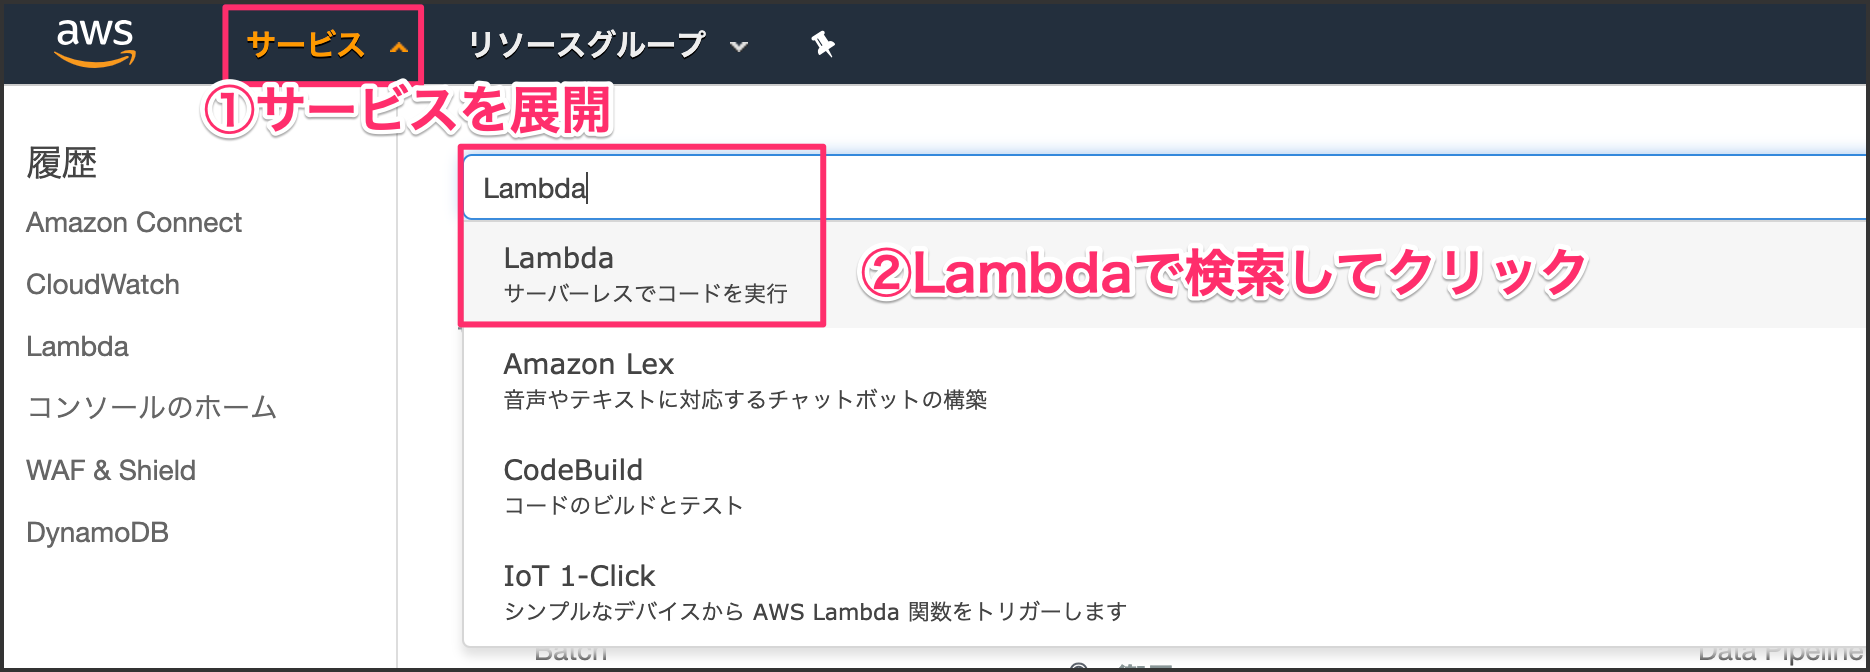 aws
サービス
リソースグループ
①サービスを展開
履歴
Amazon Connect
CloudWatch
Lambda
コンソールのホーム
WAF & Shield
DynamoDB
Lambda
Lambda
サーバーレスでコードを実行
②Lambdaで検索してクリック
Amazon Lex
音声やテキストに対応するチャットボットの構築
CodeBuild
コードのビルドとテスト
IoT 1-Click
シンプルなデバイスから AWS Lambda 関数をトリガーします
Batch
Data Pipeline